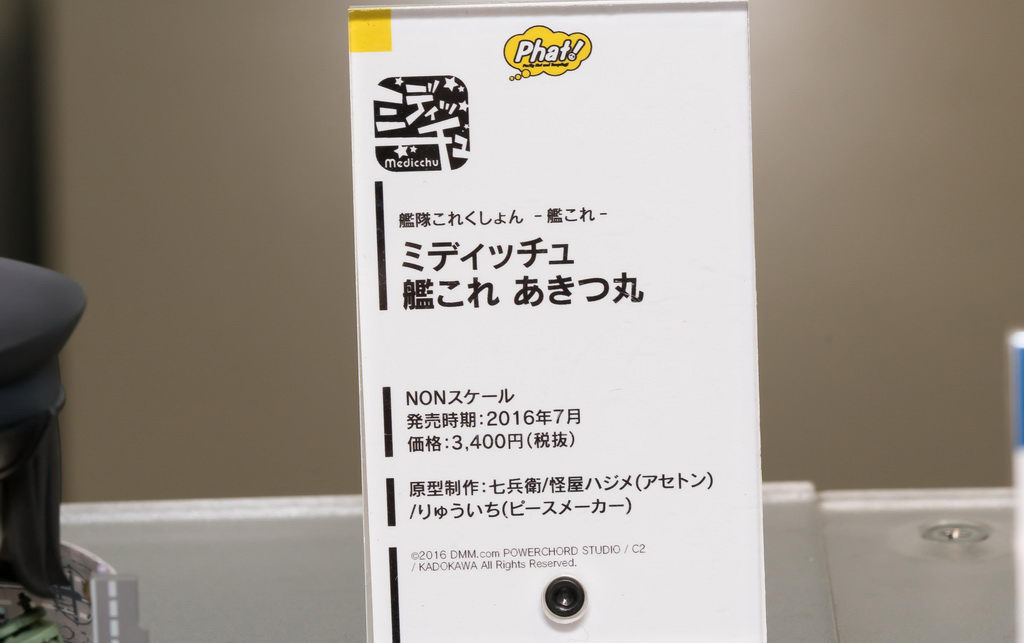 Phat!
ミディッチュ
Medicchu
艦隊これくしょん -艦これ-
ミディッチュ
艦これ あきつ丸
NONスケール
発売時期:2016年7月
価格:3,400円(税抜)
原型制作:七兵衛/怪屋ハジメ(アセトン)
/りゅういち(ピースメーカー)
©2016 DMM.com POWERCHORD STUDIO / C2
/ KADOKAWA All Rights Reserved.